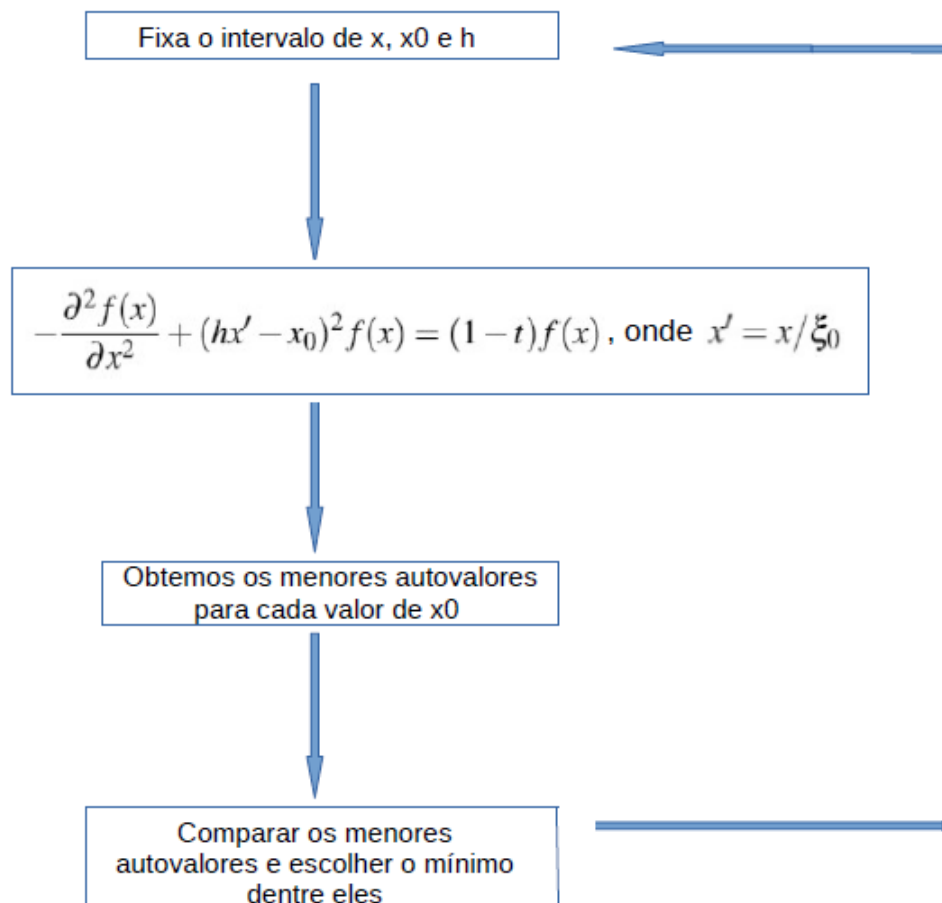 Fixa o intervalo de x, x0 e h
−∂²f(x)/∂x² + (hx′ − x₀)² f(x) = (1 − t) f(x) , onde x′ = x/ξ₀
Obtemos os menores autovalores
para cada valor de x0
Comparar os menores
autovalores e escolher o mínimo
dentre eles